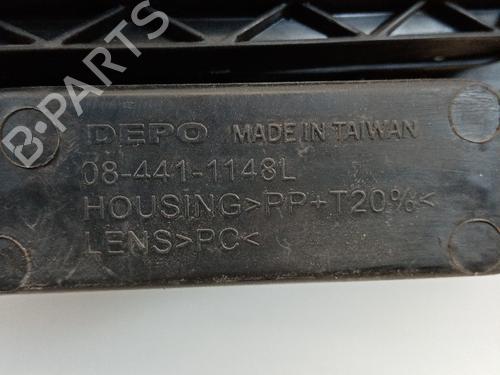 B-PARTS
DEPO MADE IN TAIWAN
08-441-1148L
HOUSING>PP+T20%<
LENS>PC<